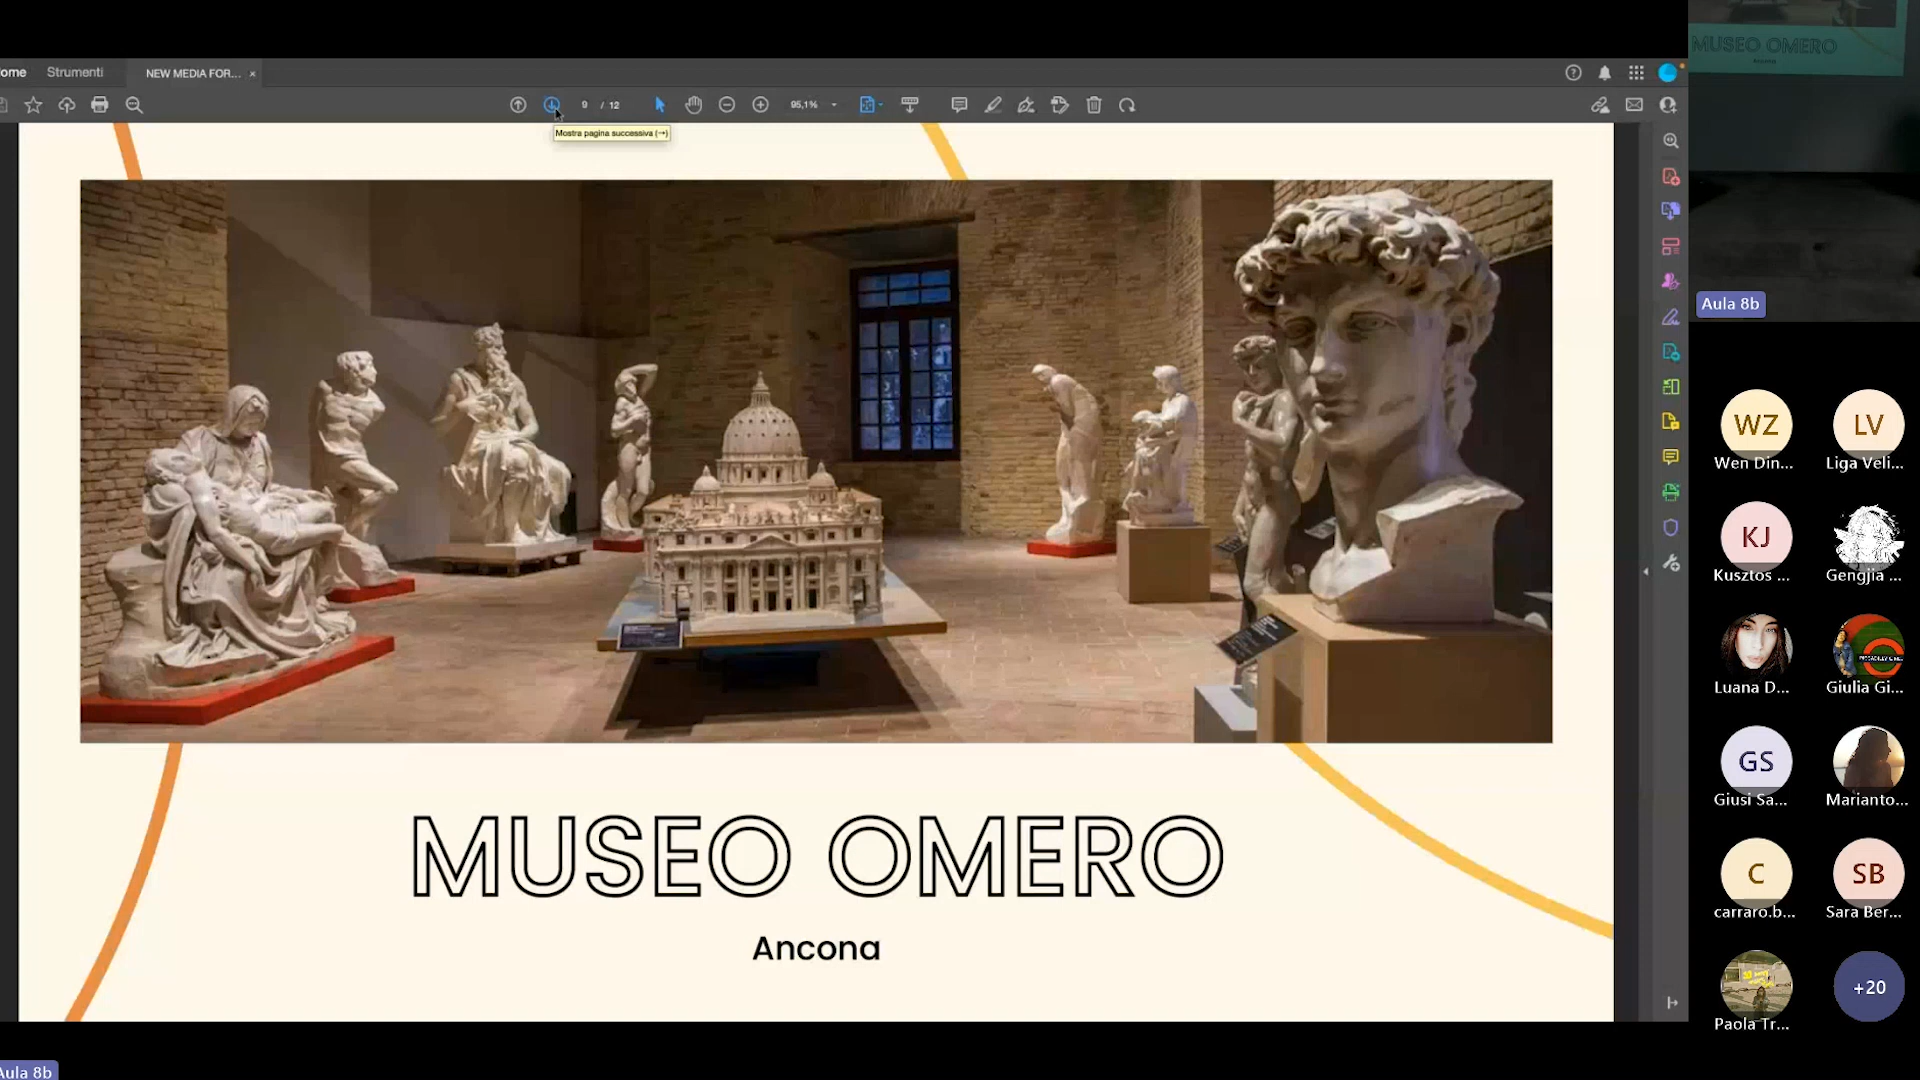 ome Strumenti NEW MEDIA FOR... ×
9 / 12 95,1%
Mostra pagina successiva (→)
MUSEO OMERO
Ancona
MUSEO OMERO
Ancona
Aula 8b
WZ LV
Wen Din... Liga Veli...
KJ
Kusztos ... Gengjia ...
Luana D... Giulia Gi...
GS
Giusi Sa... Marianto...
C SB
carraro.b... Sara Ber...
+20
Paola Tr...
Aula 8b